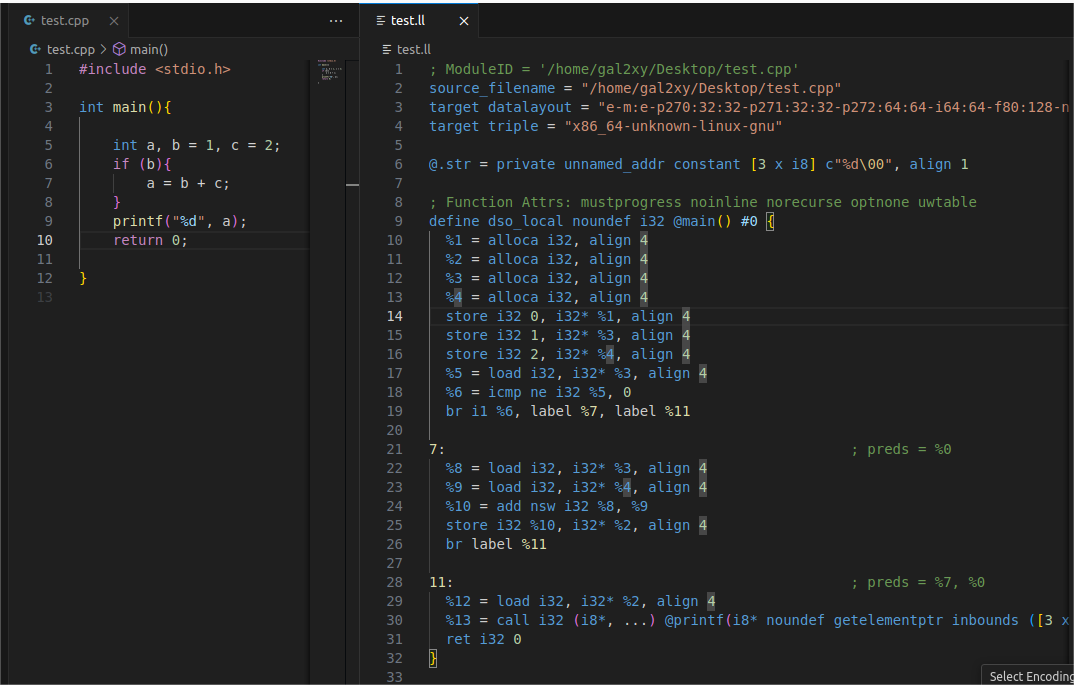 test.cpp
test.cpp > main()
1 #include <stdio.h>
2
3 int main(){
4
5 int a, b = 1, c = 2;
6 if (b){
7 a = b + c;
8 }
9 printf("%d", a);
10 return 0;
11
12 }
13
test.ll
test.ll
1 ; ModuleID = '/home/gal2xy/Desktop/test.cpp'
2 source_filename = "/home/gal2xy/Desktop/test.cpp"
3 target datalayout = "e-m:e-p270:32:32-p271:32:32-p272:64:64-i64:64-f80:128-n
4 target triple = "x86_64-unknown-linux-gnu"
5
6 @.str = private unnamed_addr constant [3 x i8] c"%d\00", align 1
7
8 ; Function Attrs: mustprogress noinline norecurse optnone uwtable
9 define dso_local noundef i32 @main() #0 {
10 %1 = alloca i32, align 4
11 %2 = alloca i32, align 4
12 %3 = alloca i32, align 4
13 %4 = alloca i32, align 4
14 store i32 0, i32* %1, align 4
15 store i32 1, i32* %3, align 4
16 store i32 2, i32* %4, align 4
17 %5 = load i32, i32* %3, align 4
18 %6 = icmp ne i32 %5, 0
19 br i1 %6, label %7, label %11
20
21 7: ; preds = %0
22 %8 = load i32, i32* %3, align 4
23 %9 = load i32, i32* %4, align 4
24 %10 = add nsw i32 %8, %9
25 store i32 %10, i32* %2, align 4
26 br label %11
27
28 11: ; preds = %7, %0
29 %12 = load i32, i32* %2, align 4
30 %13 = call i32 (i8*, ...) @printf(i8* noundef getelementptr inbounds ([3 x
31 ret i32 0
32 }
33
Select Encoding